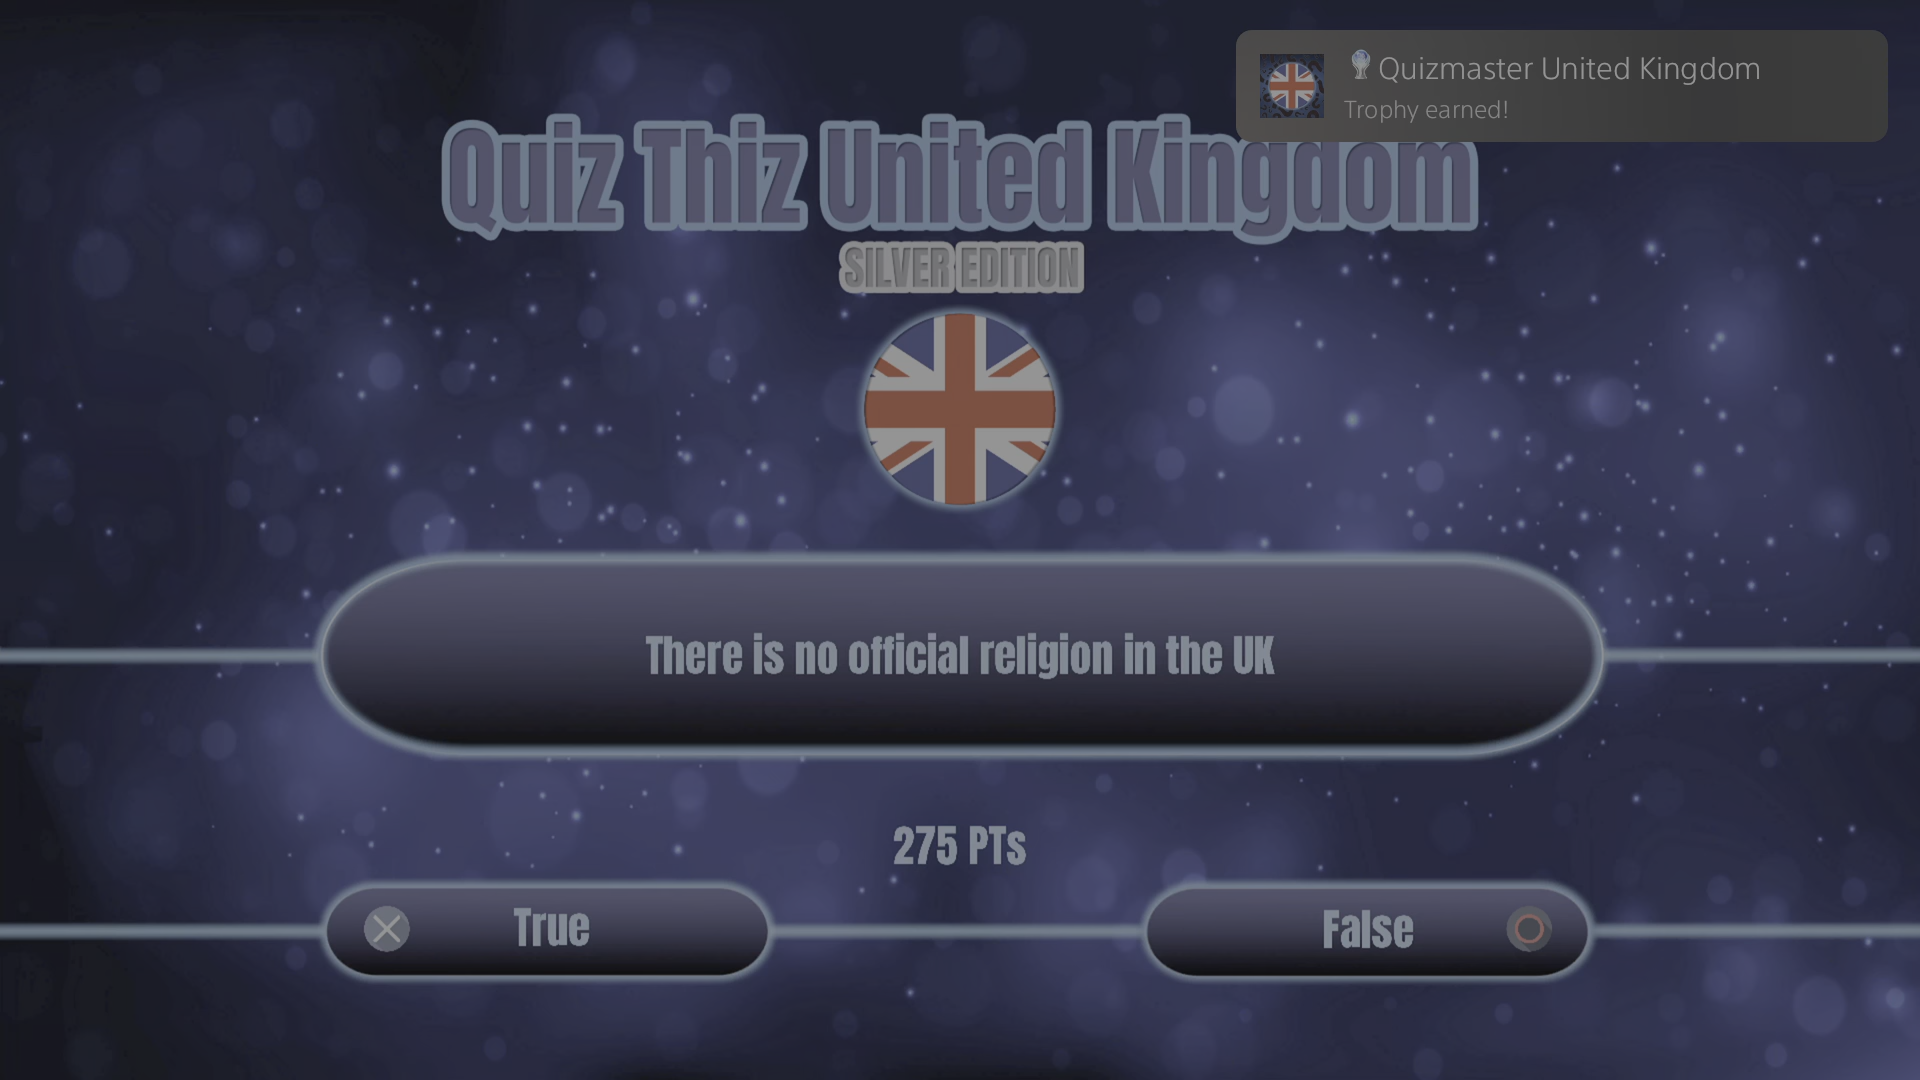 Quizmaster United Kingdom
Trophy earned!
Quiz Thiz United Kingdom
SILVER EDITION
There is no official religion in the UK
275 PTs
True
False